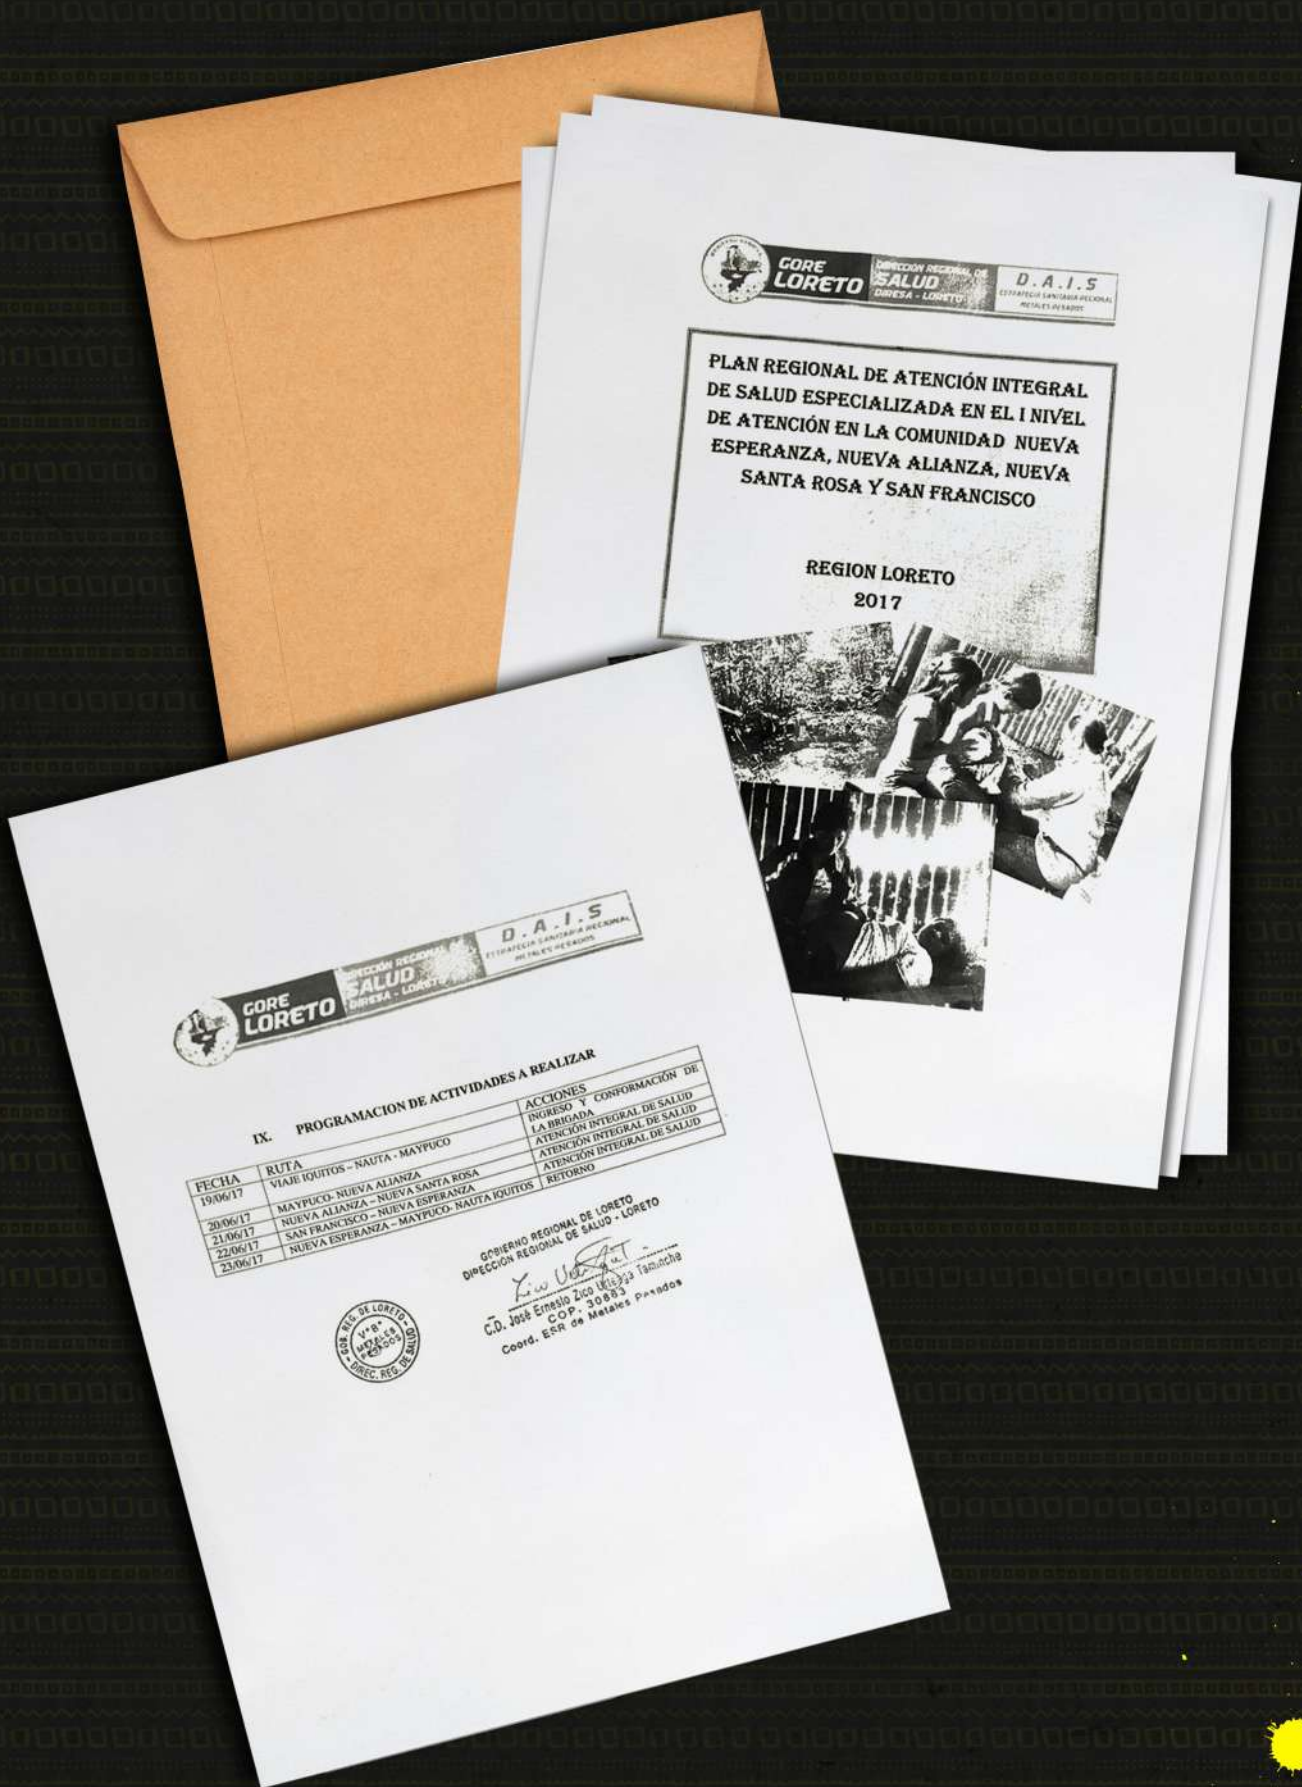 GORE
LORETO
DIRECCIÓN REGIONAL DE
SALUD
DIRESA - LORETO
D.A.I.S
ESTRATEGIA SANITARIA REGIONAL
METALES PESADOS
PLAN REGIONAL DE ATENCIÓN INTEGRAL
DE SALUD ESPECIALIZADA EN EL I NIVEL
DE ATENCIÓN EN LA COMUNIDAD NUEVA
ESPERANZA, NUEVA ALIANZA, NUEVA
SANTA ROSA Y SAN FRANCISCO
REGION LORETO
2017
GORE
LORETO
DIRECCIÓN REGIONAL DE
SALUD
DIRESA - LORETO
D.A.I.S
ESTRATEGIA SANITARIA REGIONAL
METALES PESADOS
IX. PROGRAMACION DE ACTIVIDADES A REALIZAR
FECHA RUTA ACCIONES
19/06/17 VIAJE IQUITOS – NAUTA - MAYPUCO INGRESO Y CONFORMACIÓN DE
LA BRIGADA
20/06/17 MAYPUCO- NUEVA ALIANZA ATENCIÓN INTEGRAL DE SALUD
21/06/17 NUEVA ALIANZA – NUEVA SANTA ROSA ATENCIÓN INTEGRAL DE SALUD
22/06/17 SAN FRANCISCO – NUEVA ESPERANZA ATENCIÓN INTEGRAL DE SALUD
23/06/17 NUEVA ESPERANZA – MAYPUCO- NAUTA IQUITOS RETORNO
GOBIERNO REGIONAL DE LORETO
DIRECCIÓN REGIONAL DE SALUD - LORETO
C.D. José Ernesto Zico
COP. 30883
Coord. ESR de Metales Pesados
GOB. REG. DE LORETO
V°B°
METALES
PESADOS
DIREC. REG. DE SALUD